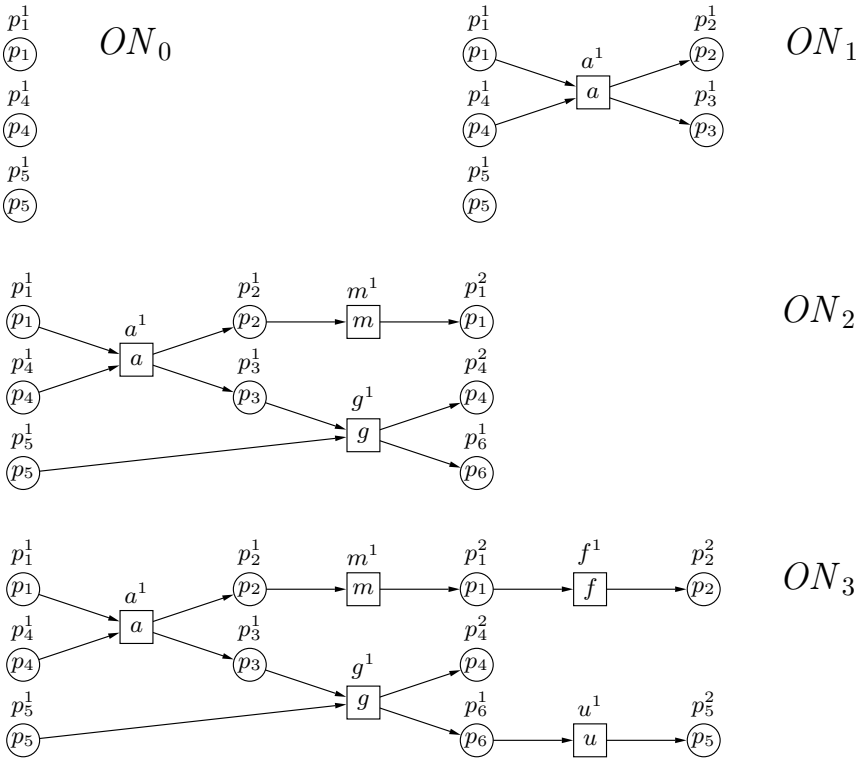 p_1^1 p_1^1 p_2^1
p_1 ON_0 p_1 p_2 ON_1
a^1
p_4^1 p_4^1 a p_3^1
p_4 p_4 p_3
p_5^1 p_5^1
p_5 p_5
p_1^1 p_2^1 m^1 p_1^2
p_1 p_2 m p_1 ON_2
a^1
p_4^1 a p_3^1 p_4^2
p_4 p_3 g^1 p_4
p_5^1 g p_6^1
p_5 p_6
p_1^1 p_2^1 m^1 p_1^2 f^1 p_2^2
p_1 p_2 m p_1 f p_2 ON_3
a^1
p_4^1 a p_3^1 p_4^2
p_4 p_3 g^1 p_4
p_5^1 g p_6^1 u^1 p_5^2
p_5 p_6 u p_5